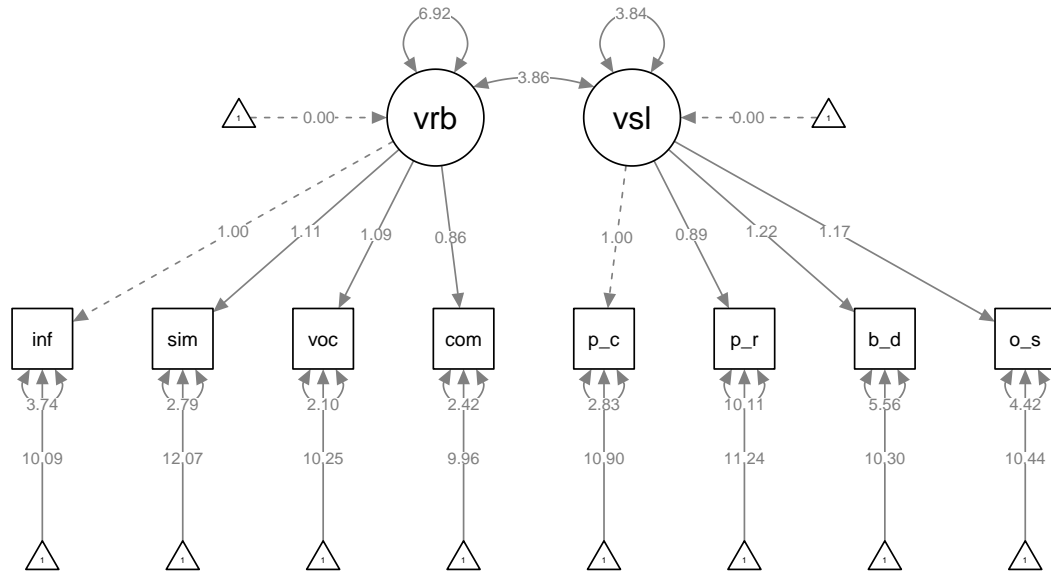 6.92 3.84
3.86
1 0.00 vrb vsl 0.00 1
1.00 1.11 1.09 0.86 1.00 0.89 1.22 1.17
inf sim voc com p_c p_r b_d o_s
3.74 2.79 2.10 2.42 2.83 10.11 5.56 4.42
10.09 12.07 10.25 9.96 10.90 11.24 10.30 10.44
1 1 1 1 1 1 1 1